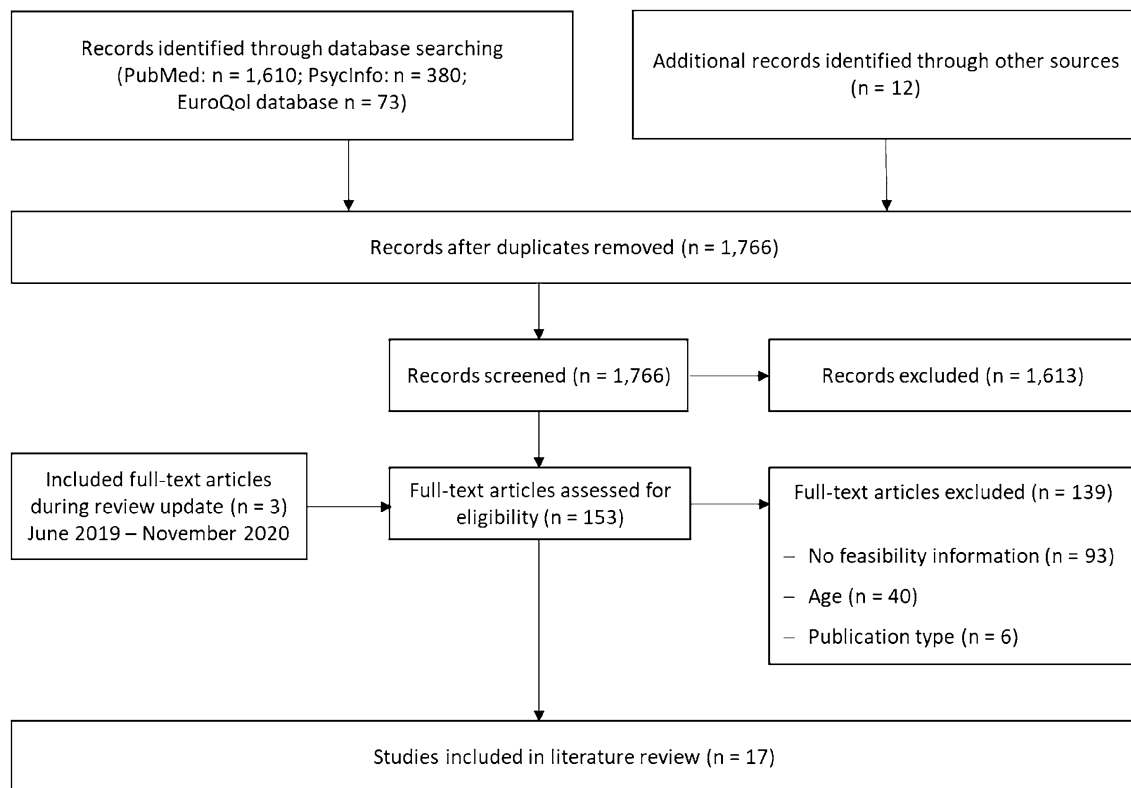 Records identified through database searching
(PubMed: n = 1,610; PsycInfo: n = 380;
EuroQol database n = 73)
Additional records identified through other sources
(n = 12)
Records after duplicates removed (n = 1,766)
Records screened (n = 1,766)
Records excluded (n = 1,613)
Included full-text articles
during review update (n = 3)
June 2019 – November 2020
Full-text articles assessed for
eligibility (n = 153)
Full-text articles excluded (n = 139)
– No feasibility information (n = 93)
– Age (n = 40)
– Publication type (n = 6)
Studies included in literature review (n = 17)